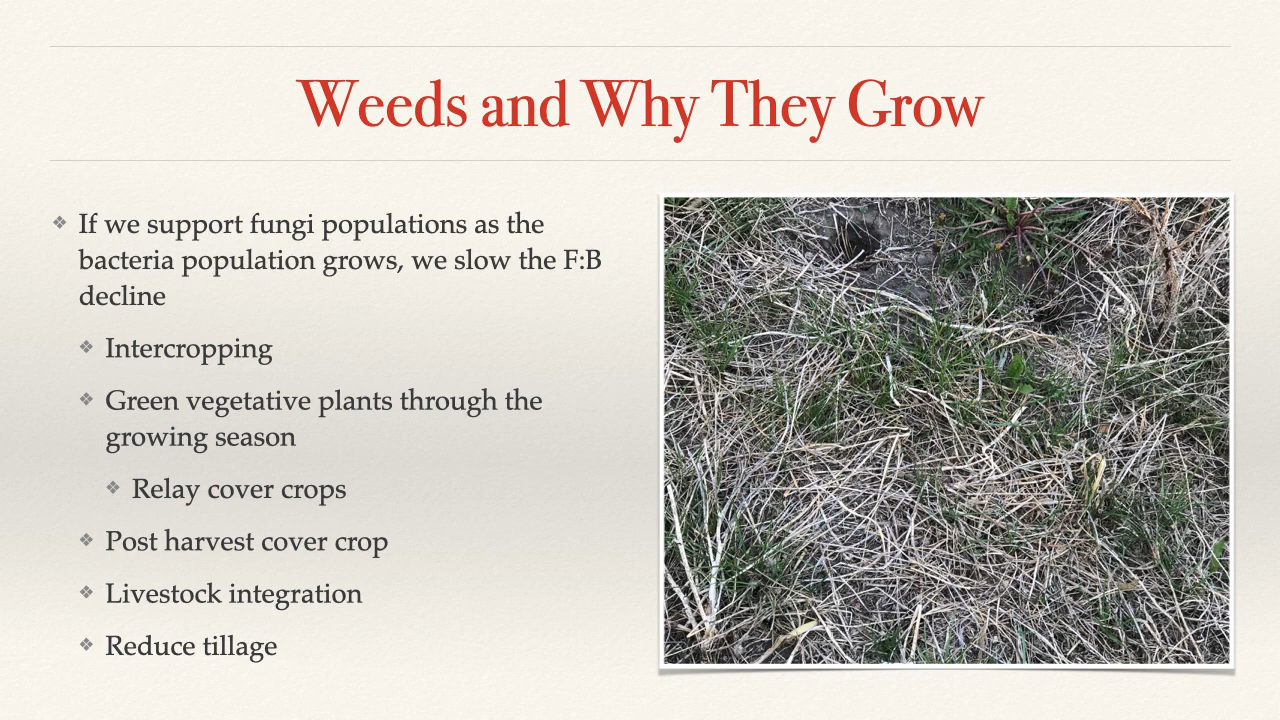 Weeds and Why They Grow
❖ If we support fungi populations as the
bacteria population grows, we slow the F:B
decline
❖ Intercropping
❖ Green vegetative plants through the
growing season
❖ Relay cover crops
❖ Post harvest cover crop
❖ Livestock integration
❖ Reduce tillage